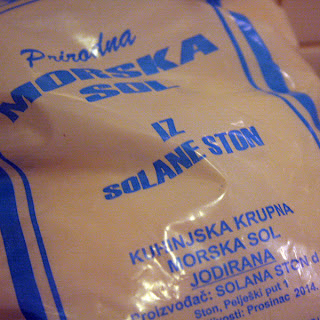 Prirodna
MORSKA
SOL
IZ
SOLANE STON
KUHINJSKA KRUPNA
MORSKA SOL
JODIRANA
Proizvođač: SOLANA STON d
Ston, Pelješki put 1
Prosinac 2014.